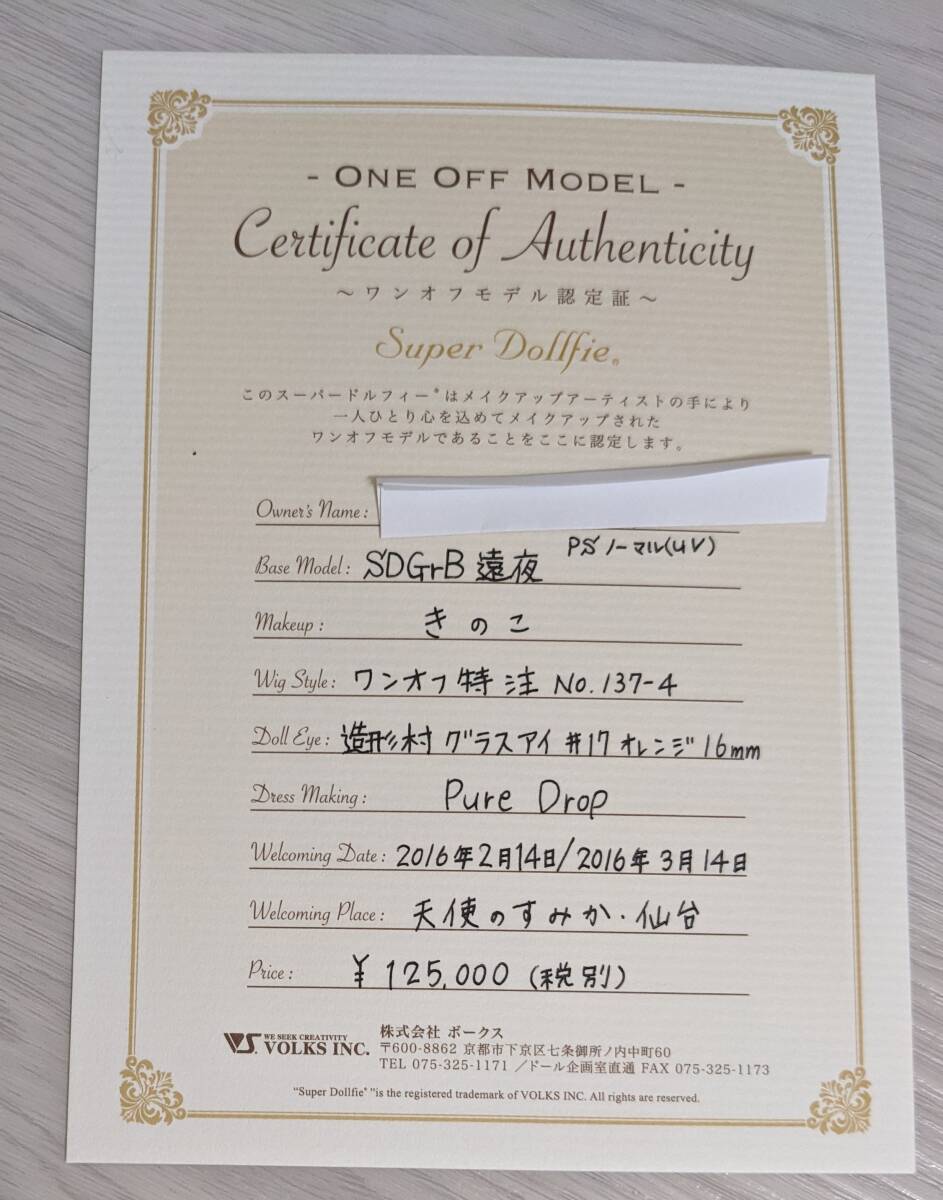 - ONE OFF MODEL -
Certificate of Authenticity
～ワンオフモデル認定証～
Super Dollfie®
このスーパードルフィー®はメイクアップアーティストの手により
一人ひとり心を込めてメイクアップされた
ワンオフモデルであることをここに認定します。
Owner's Name:
Base Model: SDGrB 遠夜 PSノーマル(UV)
Makeup: きのこ
Wig Style: ワンオフ特注 No.137-4
Doll Eye: 造形村 グラスアイ #17 オレンジ 16mm
Dress Making: Pure Drop
Welcoming Date: 2016年2月14日/2016年3月14日
Welcoming Place: 天使のすみか・仙台
Price: ¥125,000 (税別)
VS. WE SEEK CREATIVITY
VOLKS INC.
株式会社 ボークス
〒600-8862 京都市下京区七条御所ノ内中町60
TEL 075-325-1171 ／ドール企画室直通 FAX 075-325-1173
"Super Dollfie® "is the registered trademark of VOLKS INC. All rights are reserved.